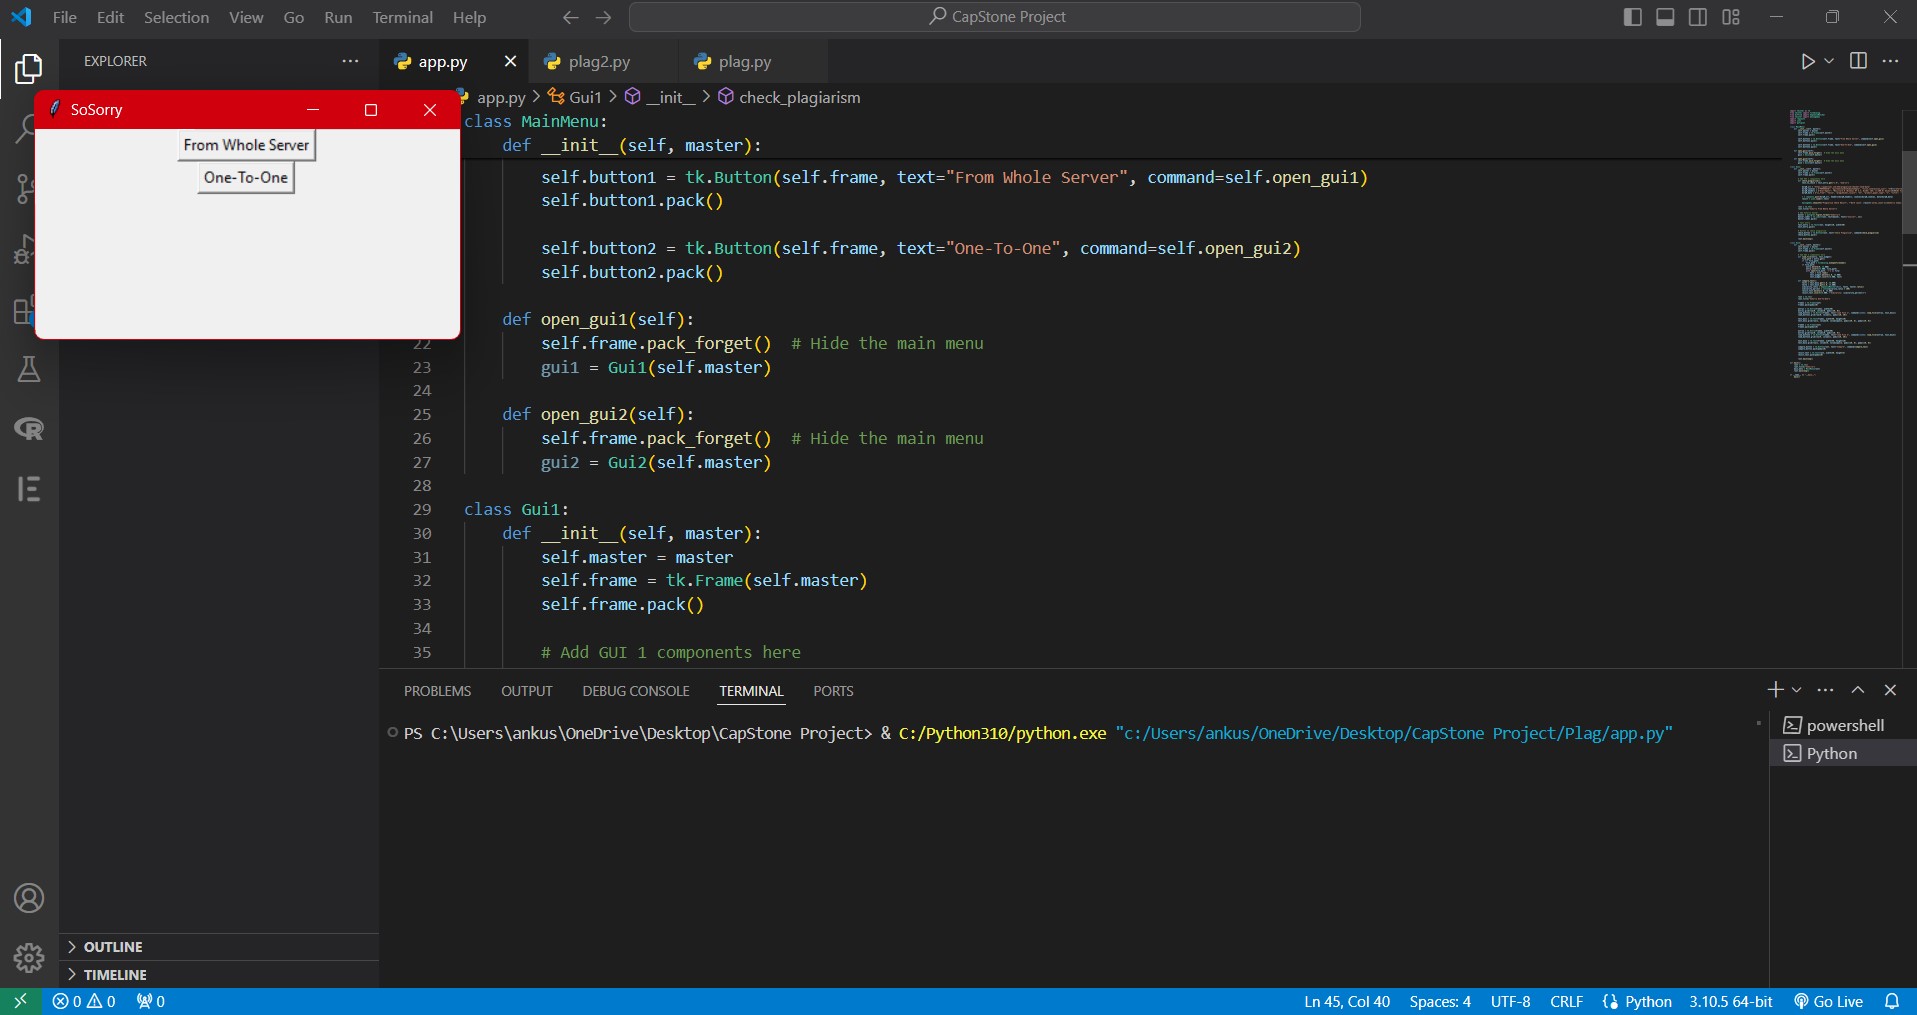 File Edit Selection View Go Run Terminal Help
CapStone Project
EXPLORER
app.py
plag2.py
plag.py
app.py > Gui1 > __init__ > check_plagiarism
SoSorry
From Whole Server
One-To-One
class MainMenu:
def __init__(self, master):
self.button1 = tk.Button(self.frame, text="From Whole Server", command=self.open_gui1)
self.button1.pack()
self.button2 = tk.Button(self.frame, text="One-To-One", command=self.open_gui2)
self.button2.pack()
def open_gui1(self):
22 self.frame.pack_forget() # Hide the main menu
23 gui1 = Gui1(self.master)
24
25 def open_gui2(self):
26 self.frame.pack_forget() # Hide the main menu
27 gui2 = Gui2(self.master)
28
29 class Gui1:
30 def __init__(self, master):
31 self.master = master
32 self.frame = tk.Frame(self.master)
33 self.frame.pack()
34
35 # Add GUI 1 components here
PROBLEMS OUTPUT DEBUG CONSOLE TERMINAL PORTS
PS C:\Users\ankus\OneDrive\Desktop\CapStone Project> & C:/Python310/python.exe "c:/Users/ankus/OneDrive/Desktop/CapStone Project/Plag/app.py"
powershell
Python
OUTLINE
TIMELINE
0 0 0
Ln 45, Col 40 Spaces: 4 UTF-8 CRLF Python 3.10.5 64-bit Go Live